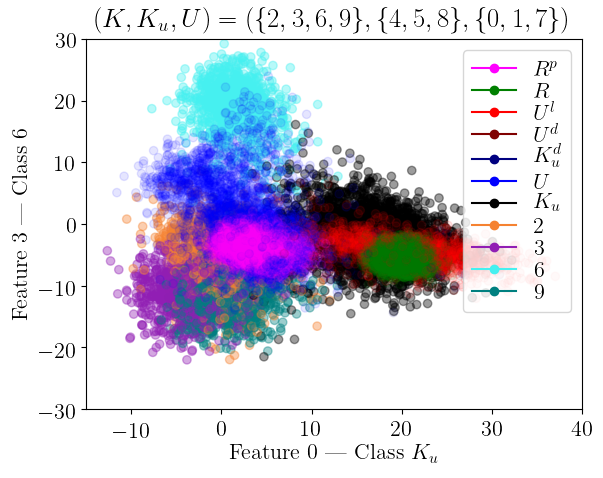 (K, K_u, U) = ({2, 3, 6, 9}, {4, 5, 8}, {0, 1, 7})
30
20
10
0
−10
−20
−30
Feature 3 — Class 6
−10
0
10
20
30
40
Feature 0 — Class K_u
R^p
R
U^l
U^d
K_u^d
U
K_u
2
3
6
9